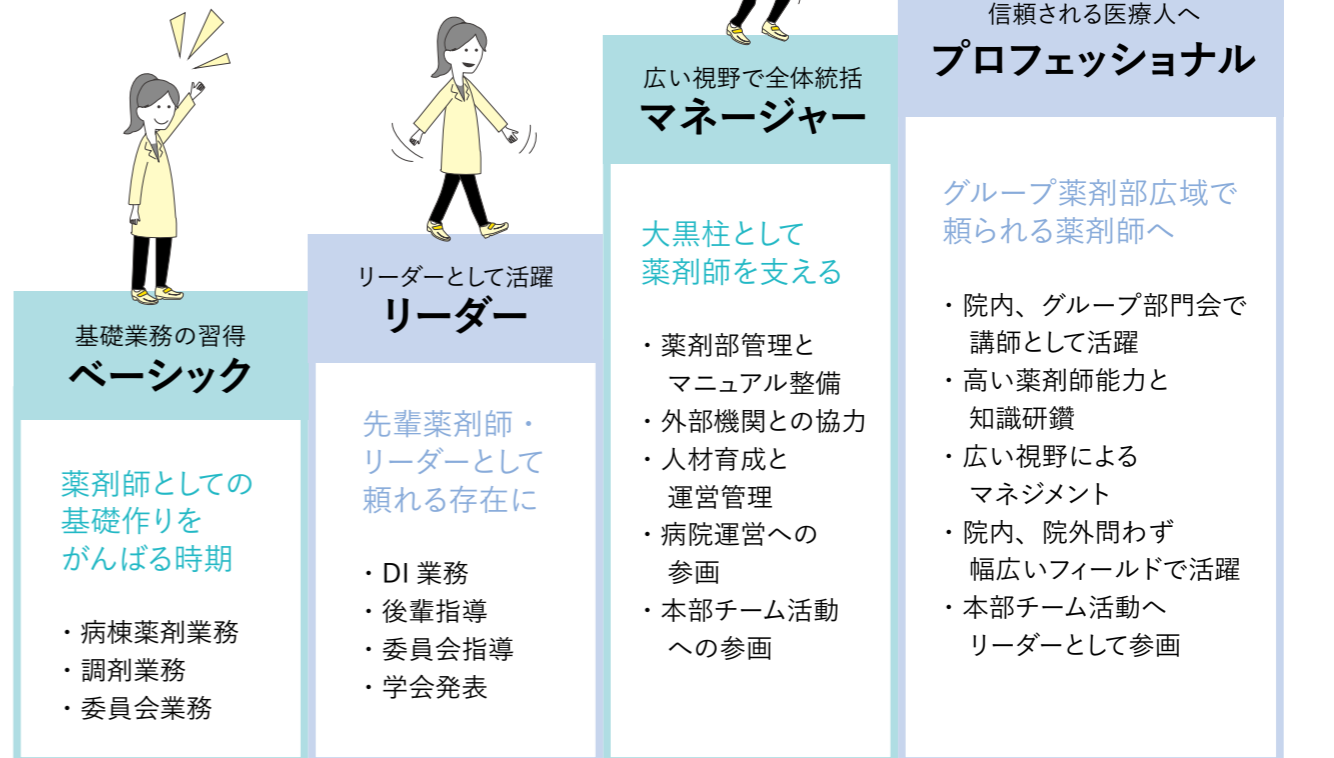 基礎業務の習得
ベーシック
薬剤師としての
基礎作りを
がんばる時期
・病棟薬剤業務
・調剤業務
・委員会業務
リーダーとして活躍
リーダー
先輩薬剤師・
リーダーとして
頼れる存在に
・DI 業務
・後輩指導
・委員会指導
・学会発表
広い視野で全体統括
マネージャー
大黒柱として
薬剤師を支える
・薬剤部管理と
マニュアル整備
・外部機関との協力
・人材育成と
運営管理
・病院運営への
参画
・本部チーム活動
への参画
信頼される医療人へ
プロフェッショナル
グループ薬剤部広域で
頼られる薬剤師へ
・院内、グループ部門会で
講師として活躍
・高い薬剤師能力と
知識研鑽
・広い視野による
マネジメント
・院内、院外問わず
幅広いフィールドで活躍
・本部チーム活動へ
リーダーとして参画